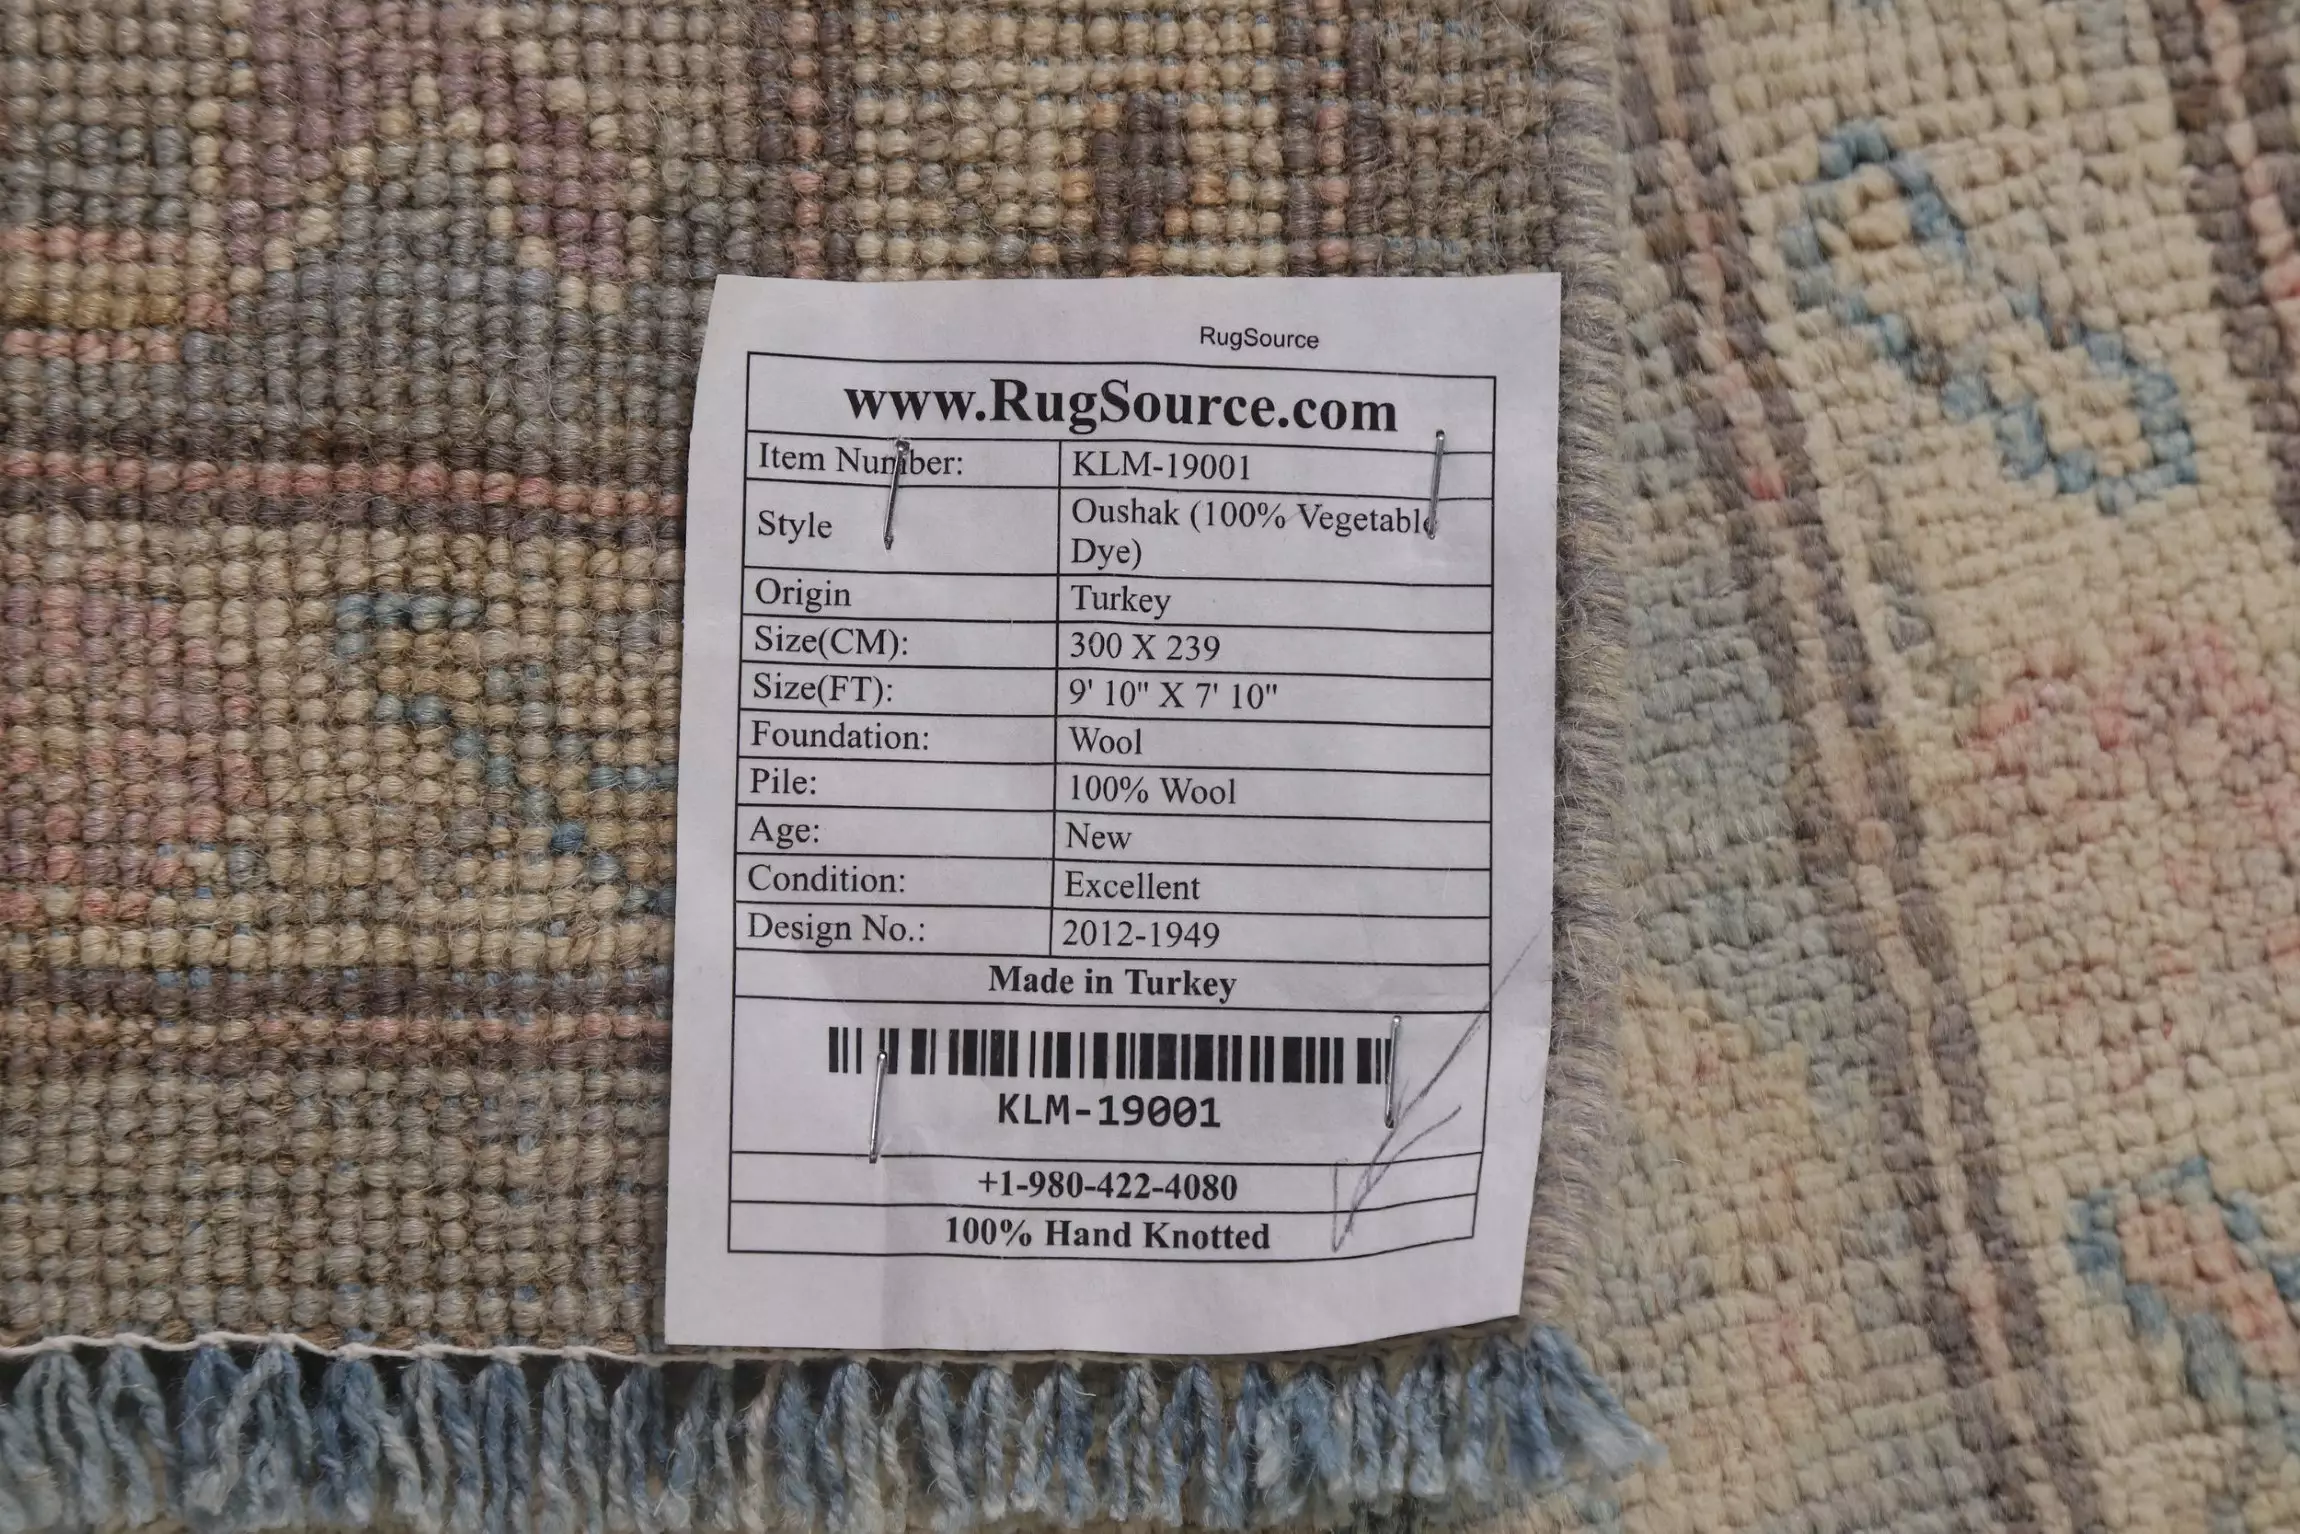 RugSource
www.RugSource.com
Item Number: KLM-19001
Style Oushak (100% Vegetable
Dye)
Origin Turkey
Size(CM): 300 X 239
Size(FT): 9' 10" X 7' 10"
Foundation: Wool
Pile: 100% Wool
Age: New
Condition: Excellent
Design No.: 2012-1949
Made in Turkey
KLM-19001
+1-980-422-4080
100% Hand Knotted